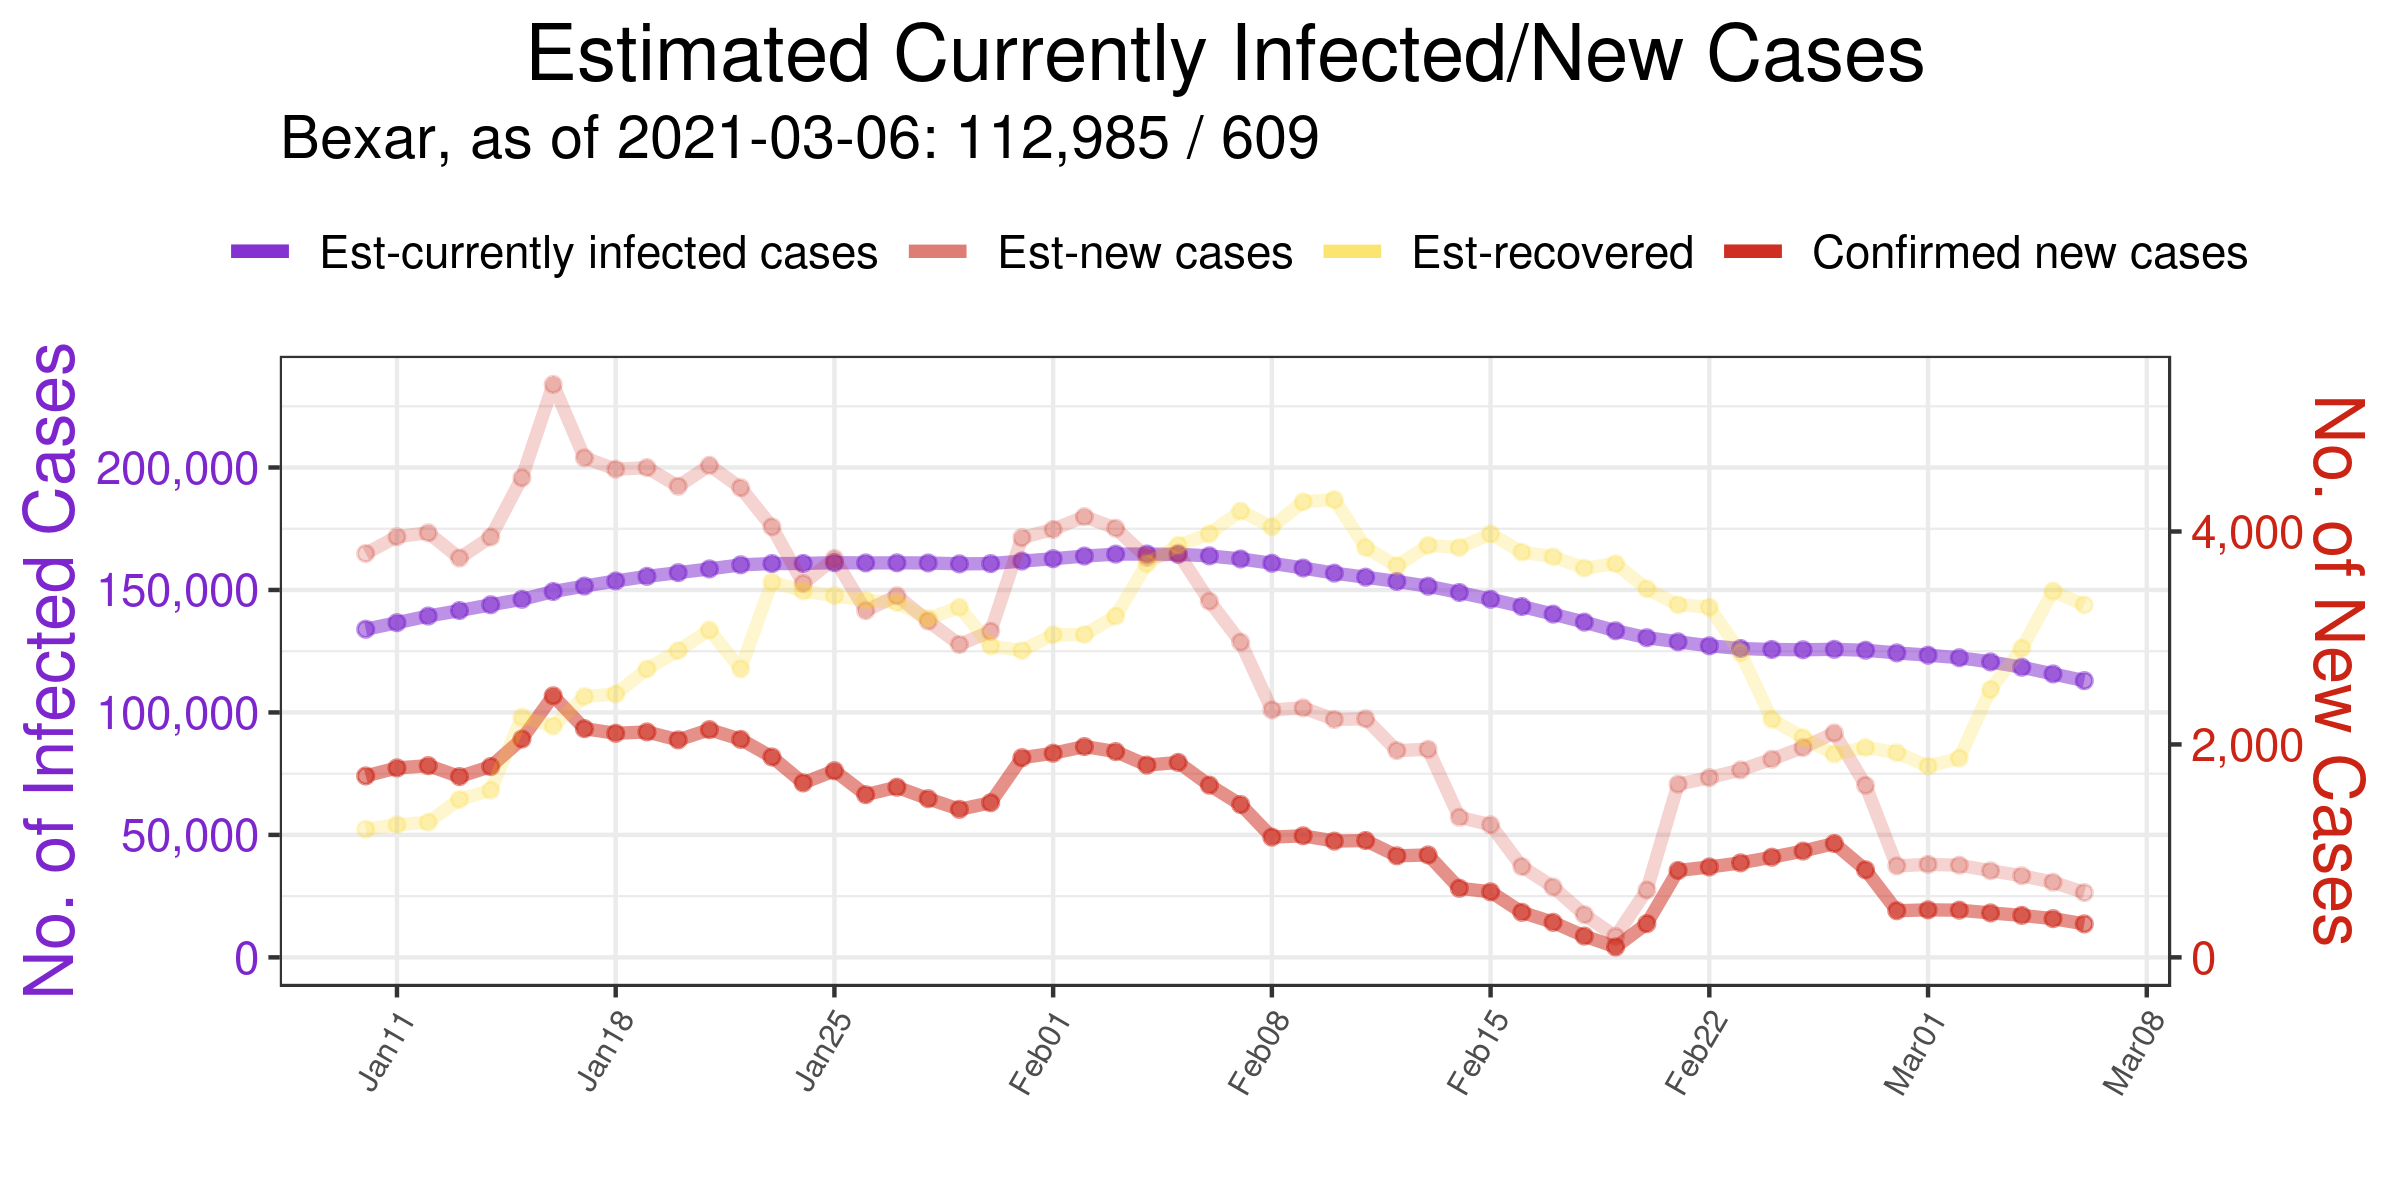 Estimated Currently Infected/New Cases
Bexar, as of 2021-03-06: 112,985 / 609
Est-currently infected cases Est-new cases Est-recovered Confirmed new cases
No. of Infected Cases
200,000
150,000
100,000
50,000
0
4,000
2,000
0
No. of New Cases
Jan11 Jan18 Jan25 Feb01 Feb08 Feb15 Feb22 Mar01 Mar08